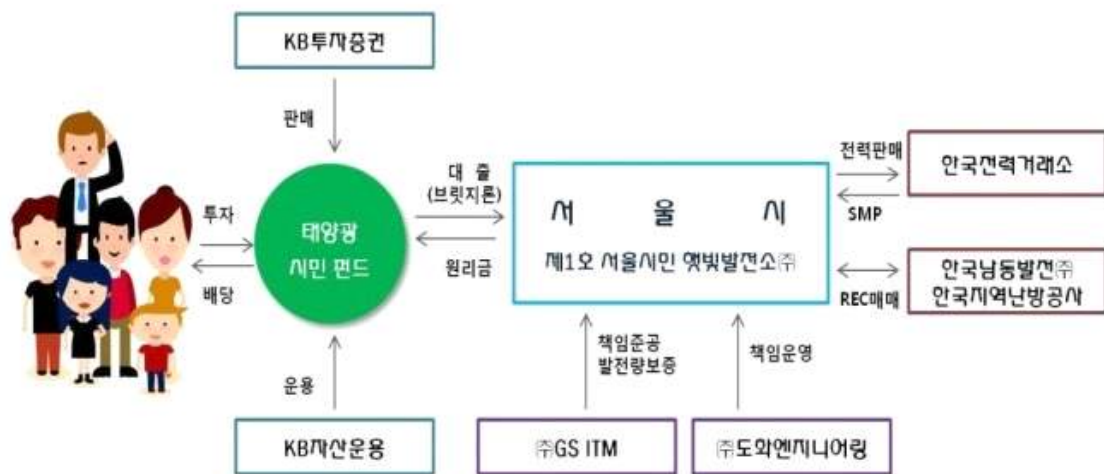 KB투자증권
판매
투자
배당
태양광
시민 펀드
대 출
(브릿지론)
원리금
서 울 시
제1호 서울시민 햇빛발전소㈜
전력판매
SMP
한국전력거래소
REC매매
한국남동발전㈜
한국지역난방공사
운용
책임준공
발전량보증
책임운영
KB자산운용
㈜GS ITM
㈜도화엔지니어링